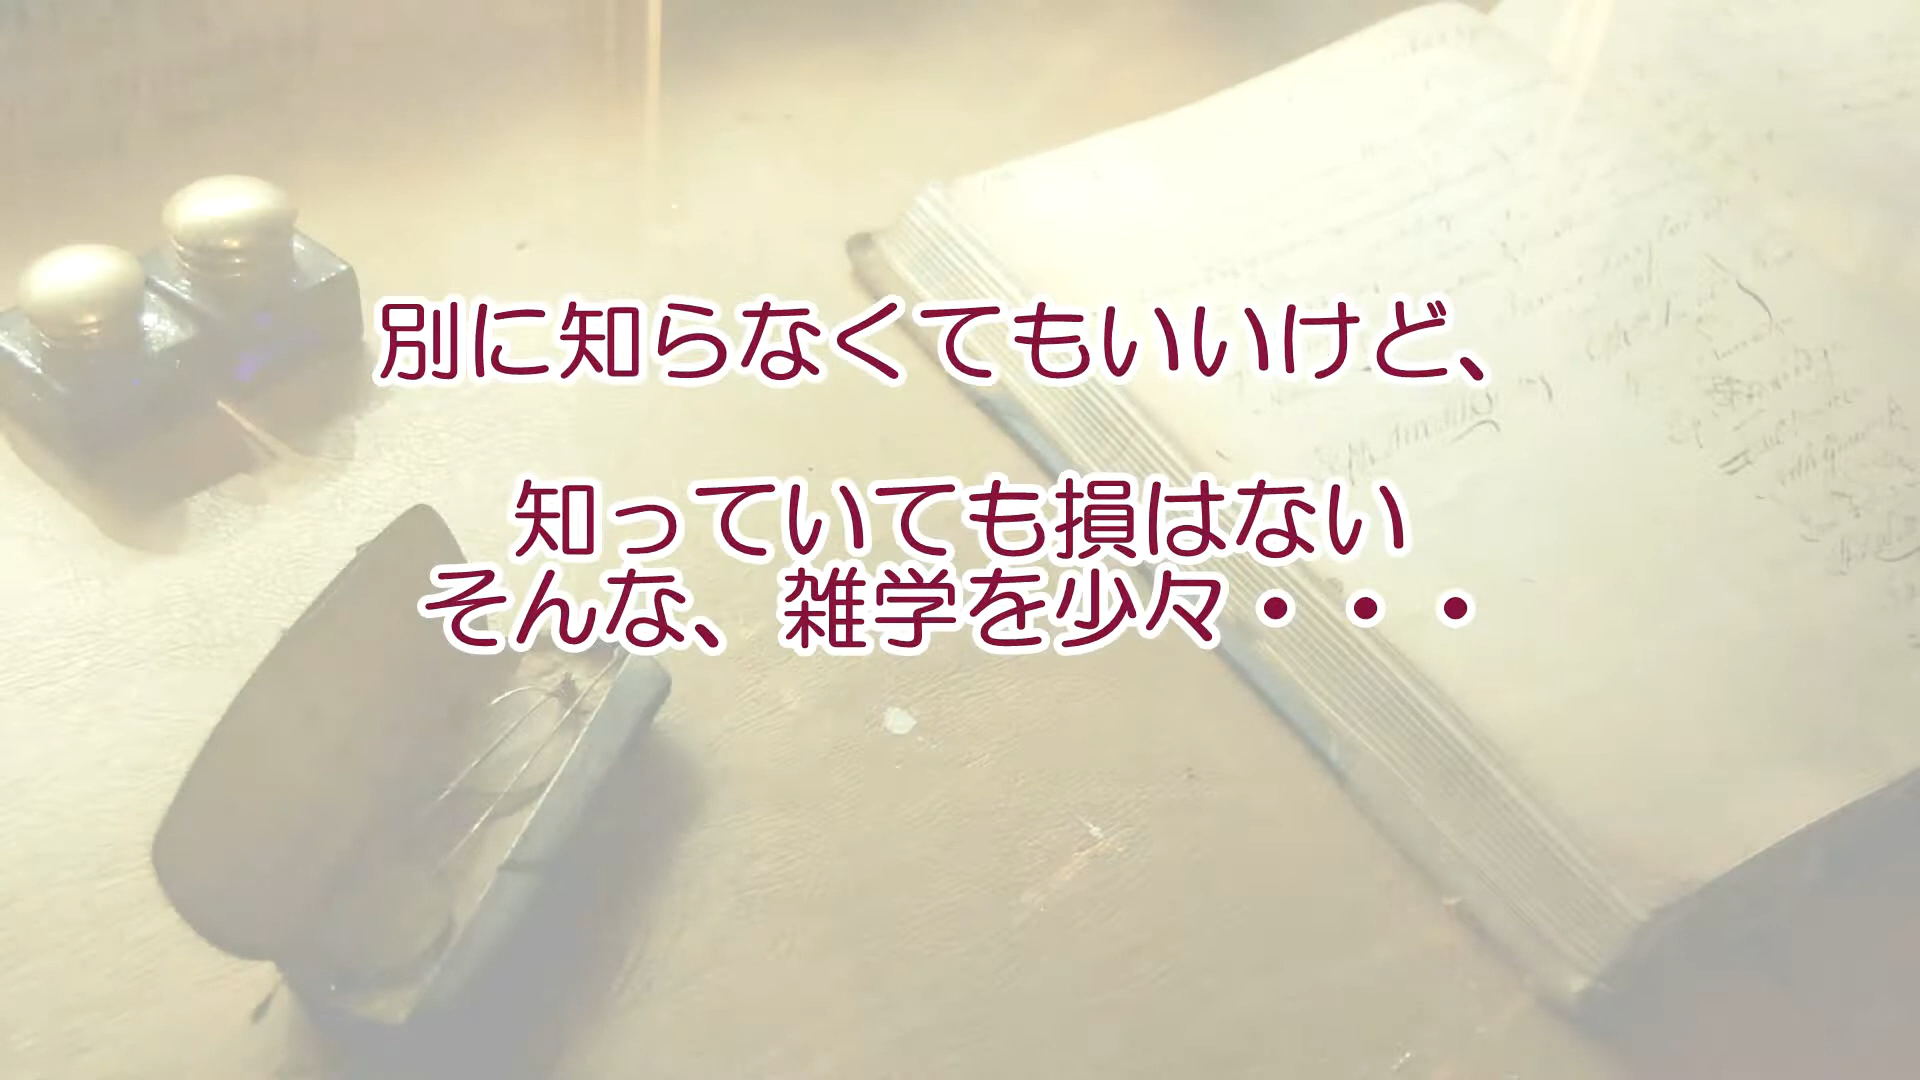 別に知らなくてもいいけど、
知っていても損はない
そんな、雑学を少々・・・